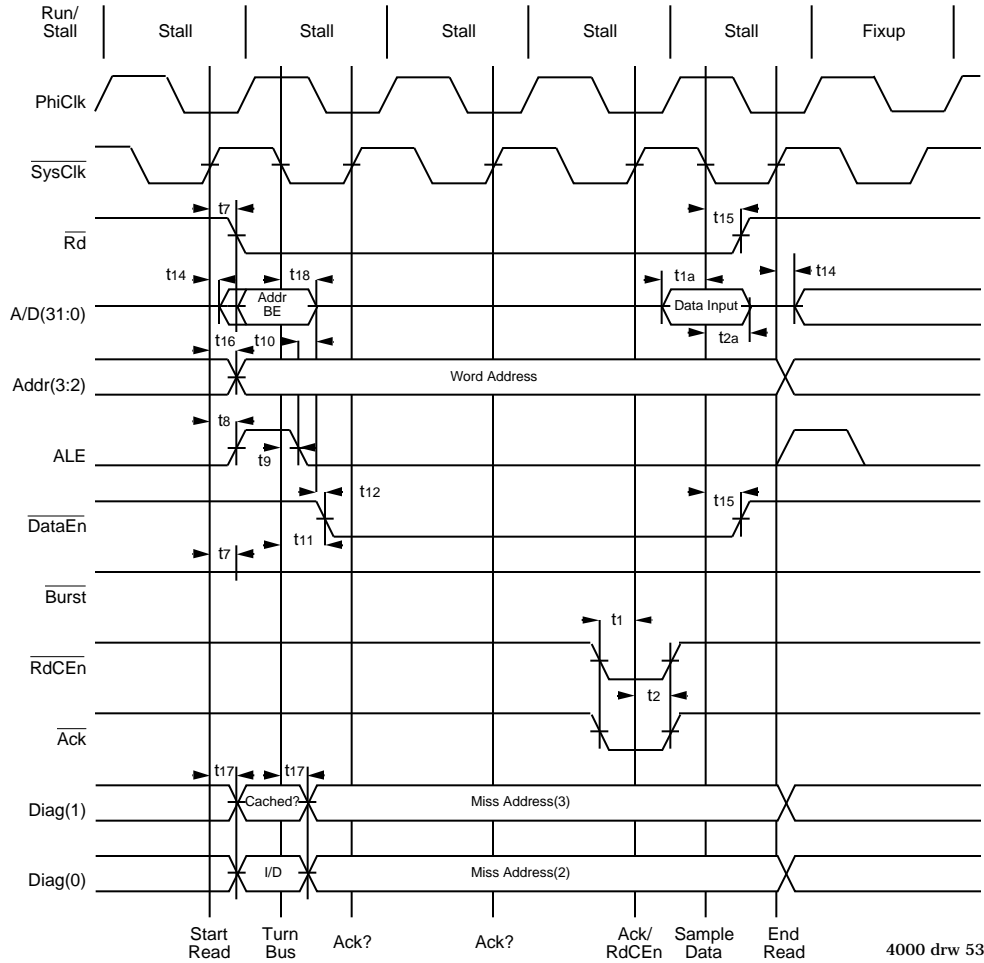 Run/
Stall
Stall
Stall
Stall
Stall
Stall
Fixup
PhiClk
SysClk
t7
t15
Rd
t14
t18
t1a
t14
Addr
BE
Data Input
A/D(31:0)
t16
t10
t2a
Word Address
Addr(3:2)
t8
ALE
t9
t12
t15
DataEn
t11
t7
Burst
t1
RdCEn
t2
Ack
t17
t17
Cached?
Miss Address(3)
Diag(1)
I/D
Miss Address(2)
Diag(0)
Start
Read
Turn
Bus
Ack?
Ack?
Ack/
RdCEn
Sample
Data
End
Read
4000 drw 53